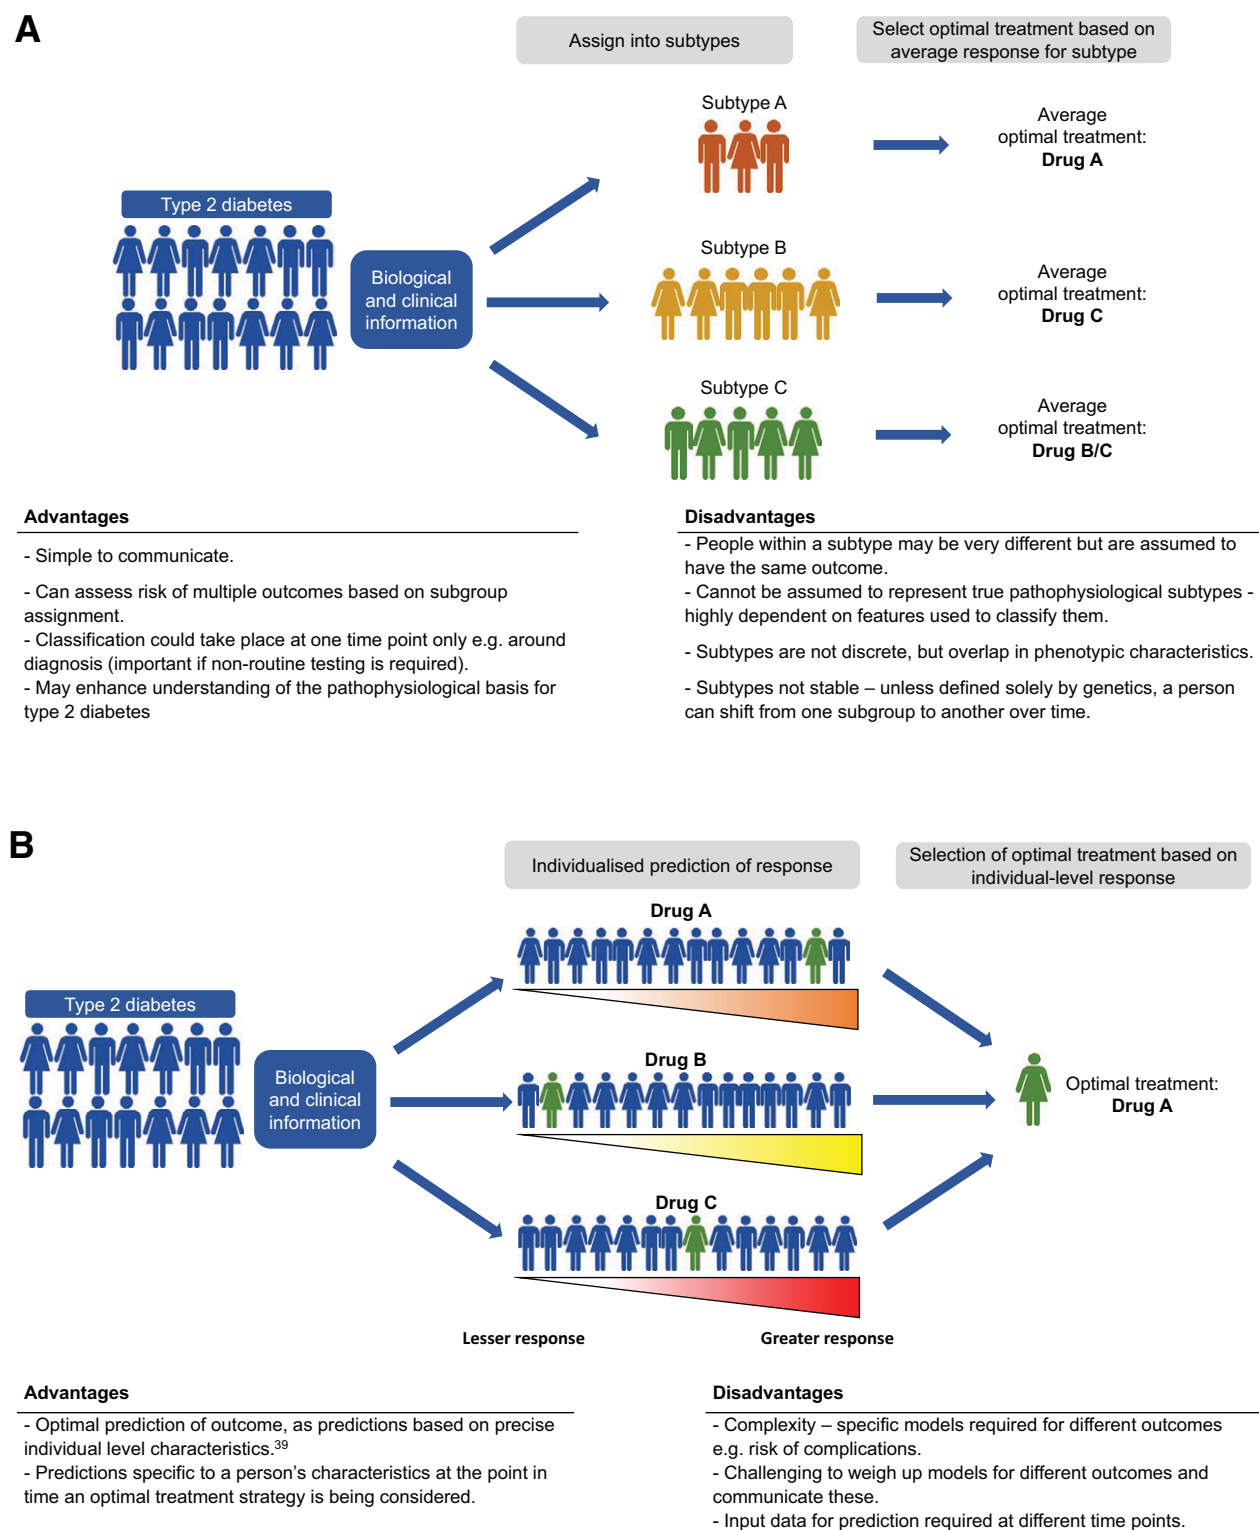 A
Assign into subtypes
Select optimal treatment based on
average response for subtype
Type 2 diabetes
Biological
and clinical
information
Subtype A
Average
optimal treatment:
Drug A
Subtype B
Average
optimal treatment:
Drug C
Subtype C
Average
optimal treatment:
Drug B/C
Advantages
- Simple to communicate.
- Can assess risk of multiple outcomes based on subgroup
assignment.
- Classification could take place at one time point only e.g. around
diagnosis (important if non-routine testing is required).
- May enhance understanding of the pathophysiological basis for
type 2 diabetes
Disadvantages
- People within a subtype may be very different but are assumed to
have the same outcome.
- Cannot be assumed to represent true pathophysiological subtypes -
highly dependent on features used to classify them.
- Subtypes are not discrete, but overlap in phenotypic characteristics.
- Subtypes not stable – unless defined solely by genetics, a person
can shift from one subgroup to another over time.
B
Individualised prediction of response
Selection of optimal treatment based on
individual-level response
Type 2 diabetes
Biological
and clinical
information
Drug A
Drug B
Drug C
Lesser response
Greater response
Optimal treatment:
Drug A
Advantages
- Optimal prediction of outcome, as predictions based on precise
individual level characteristics.³⁹
- Predictions specific to a person's characteristics at the point in
time an optimal treatment strategy is being considered.
Disadvantages
- Complexity – specific models required for different outcomes
e.g. risk of complications.
- Challenging to weigh up models for different outcomes and
communicate these.
- Input data for prediction required at different time points.